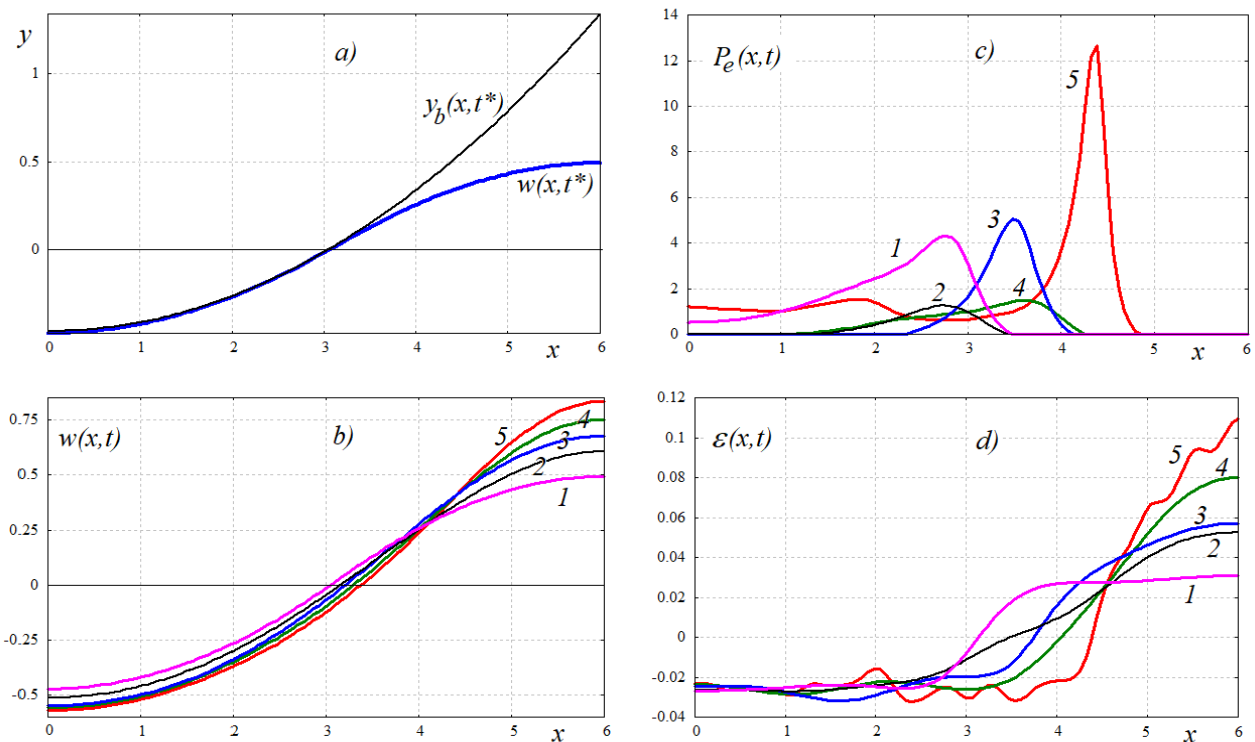 y
a)
y_b(x,t*)
w(x,t*)
1
0.5
0
0 1 2 3 4 5 x 6
P_e(x,t)
c)
5
3
1
2
4
14
12
10
8
6
4
2
0
0 1 2 3 4 5 x 6
w(x,t)
b)
5
4
3
2
1
0.75
0.5
0.25
0
-0.25
-0.5
0 1 2 3 4 5 x 6
ε(x,t)
d)
5
4
3
2
1
0.12
0.1
0.08
0.06
0.04
0.02
0
-0.02
-0.04
0 1 2 3 4 5 x 6